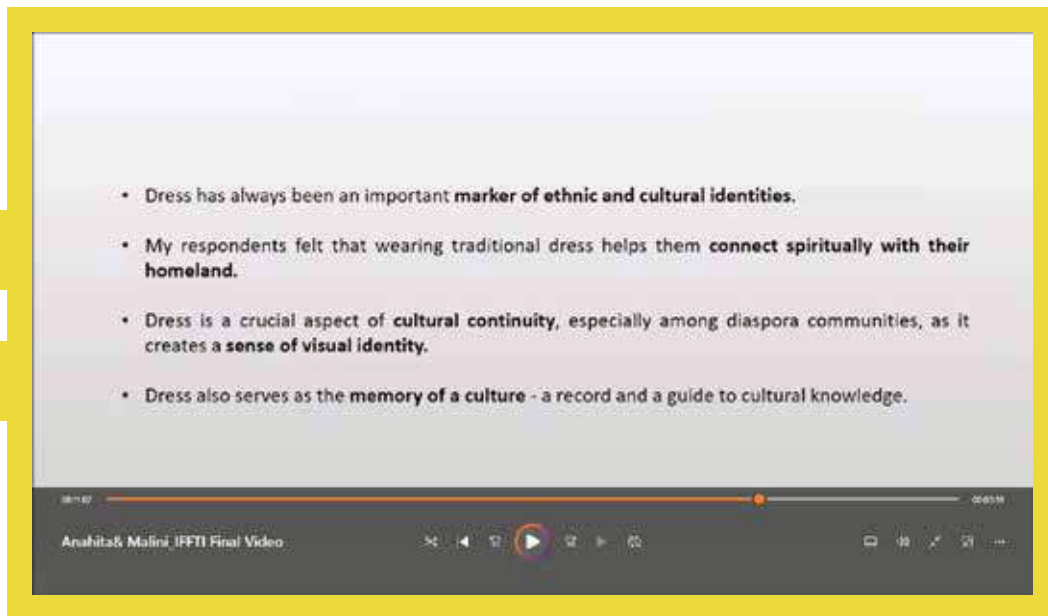 • Dress has always been an important marker of ethnic and cultural identities.
• My respondents felt that wearing traditional dress helps them connect spiritually with their
homeland.
• Dress is a crucial aspect of cultural continuity, especially among diaspora communities, as it
creates a sense of visual identity.
• Dress also serves as the memory of a culture - a record and a guide to cultural knowledge.
Anahita& Malini_IFFTI Final Video